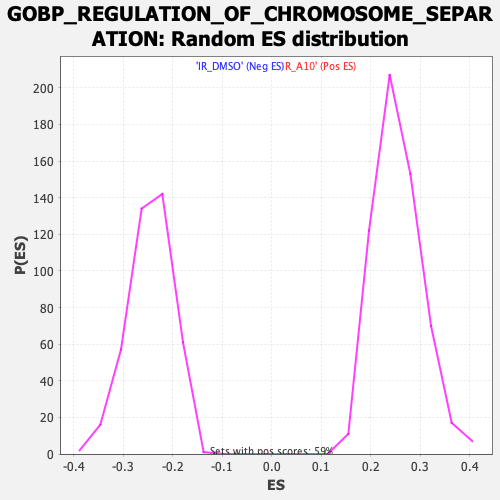 GOBP_REGULATION_OF_CHROMOSOME_SEPAR
ATION: Random ES distribution
'IR_DMSO' (Neg ES)R_A10' (Pos ES)
200
180
160
140
120
100
80
60
40
20
0
P(ES)
Sets with pos scores: 59%
-0.4 -0.3 -0.2 -0.1 0.0 0.1 0.2 0.3 0.4
ES